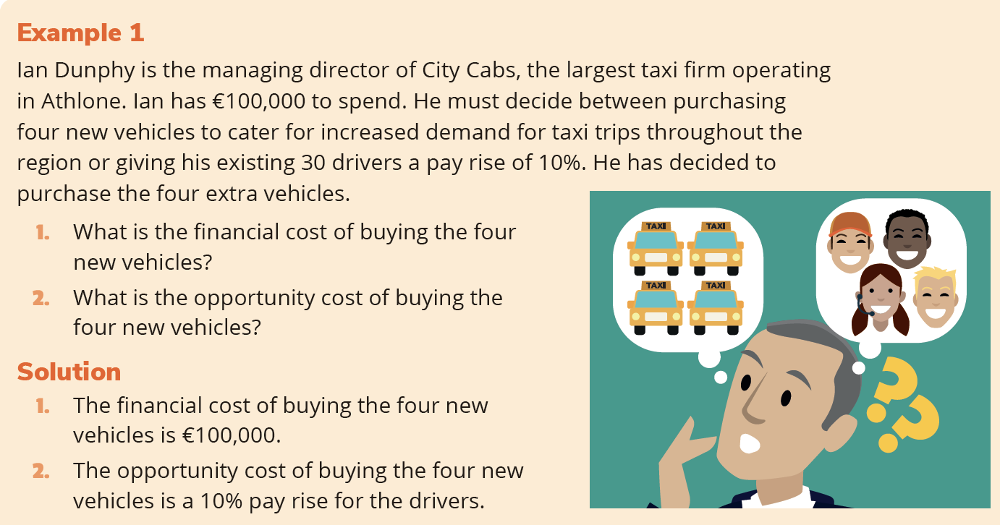 Example 1
Ian Dunphy is the managing director of City Cabs, the largest taxi firm operating
in Athlone. Ian has €100,000 to spend. He must decide between purchasing
four new vehicles to cater for increased demand for taxi trips throughout the
region or giving his existing 30 drivers a pay rise of 10%. He has decided to
purchase the four extra vehicles.
1. What is the financial cost of buying the four
new vehicles?
2. What is the opportunity cost of buying the
four new vehicles?
Solution
1. The financial cost of buying the four new
vehicles is €100,000.
2. The opportunity cost of buying the four new
vehicles is a 10% pay rise for the drivers.
TAXI TAXI
TAXI TAXI
??